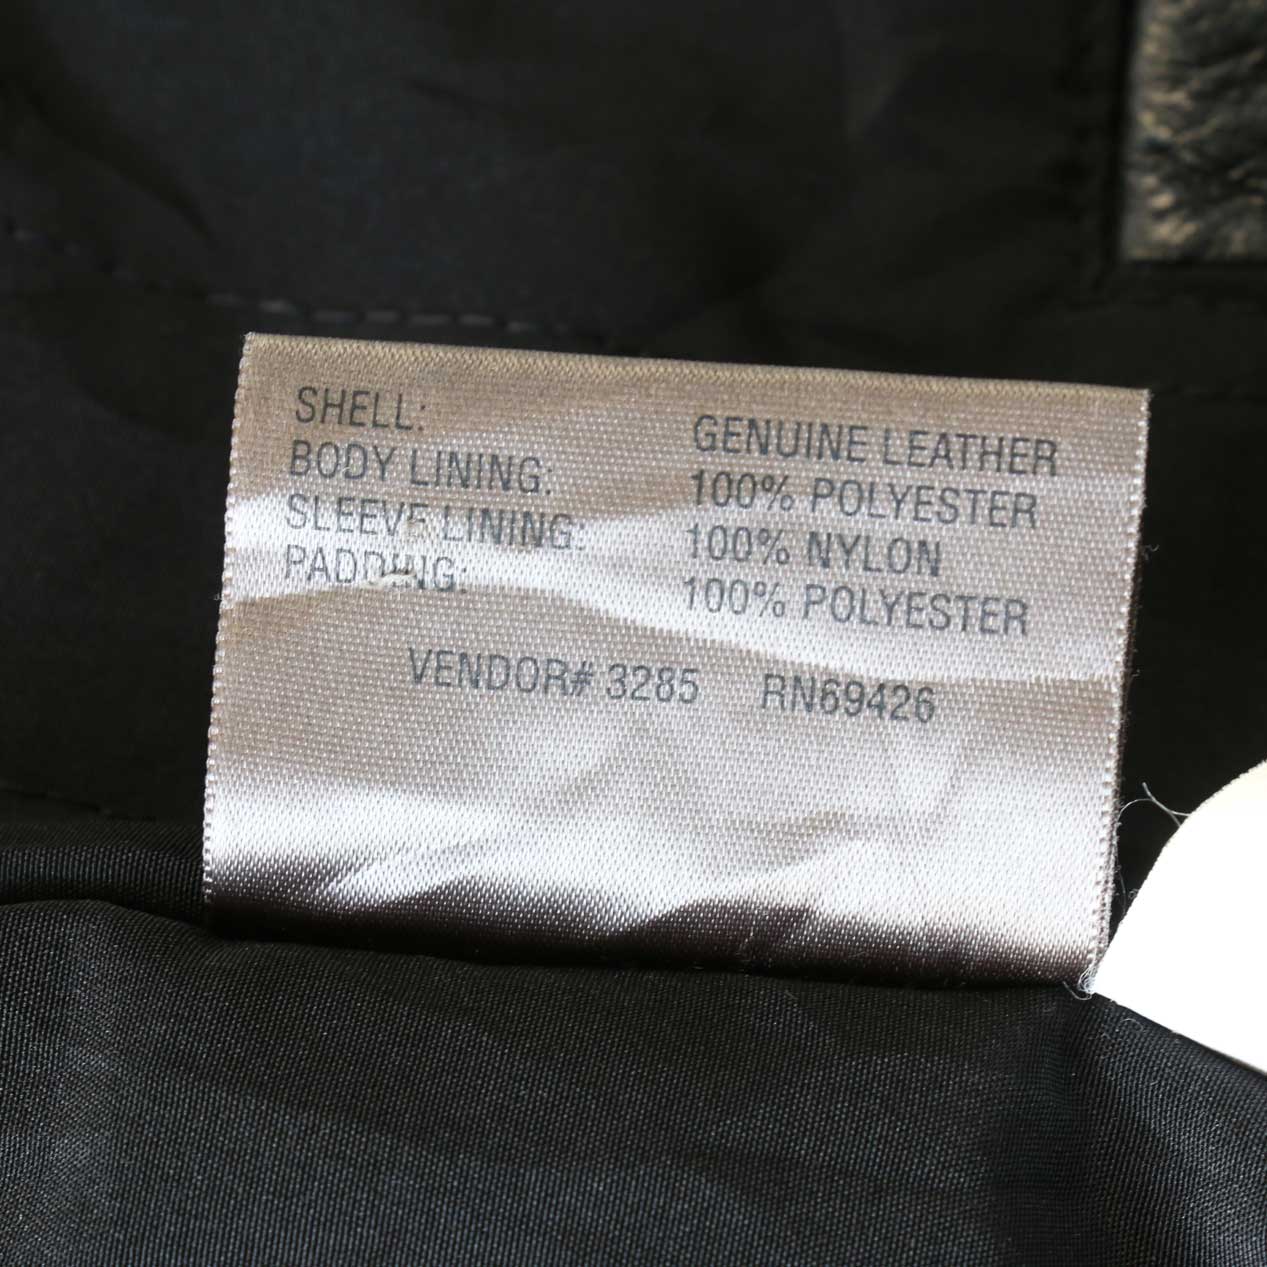 SHELL: GENUINE LEATHER
BODY LINING: 100% POLYESTER
SLEEVE LINING: 100% NYLON
PADDING: 100% POLYESTER
VENDOR# 3285 RN69426